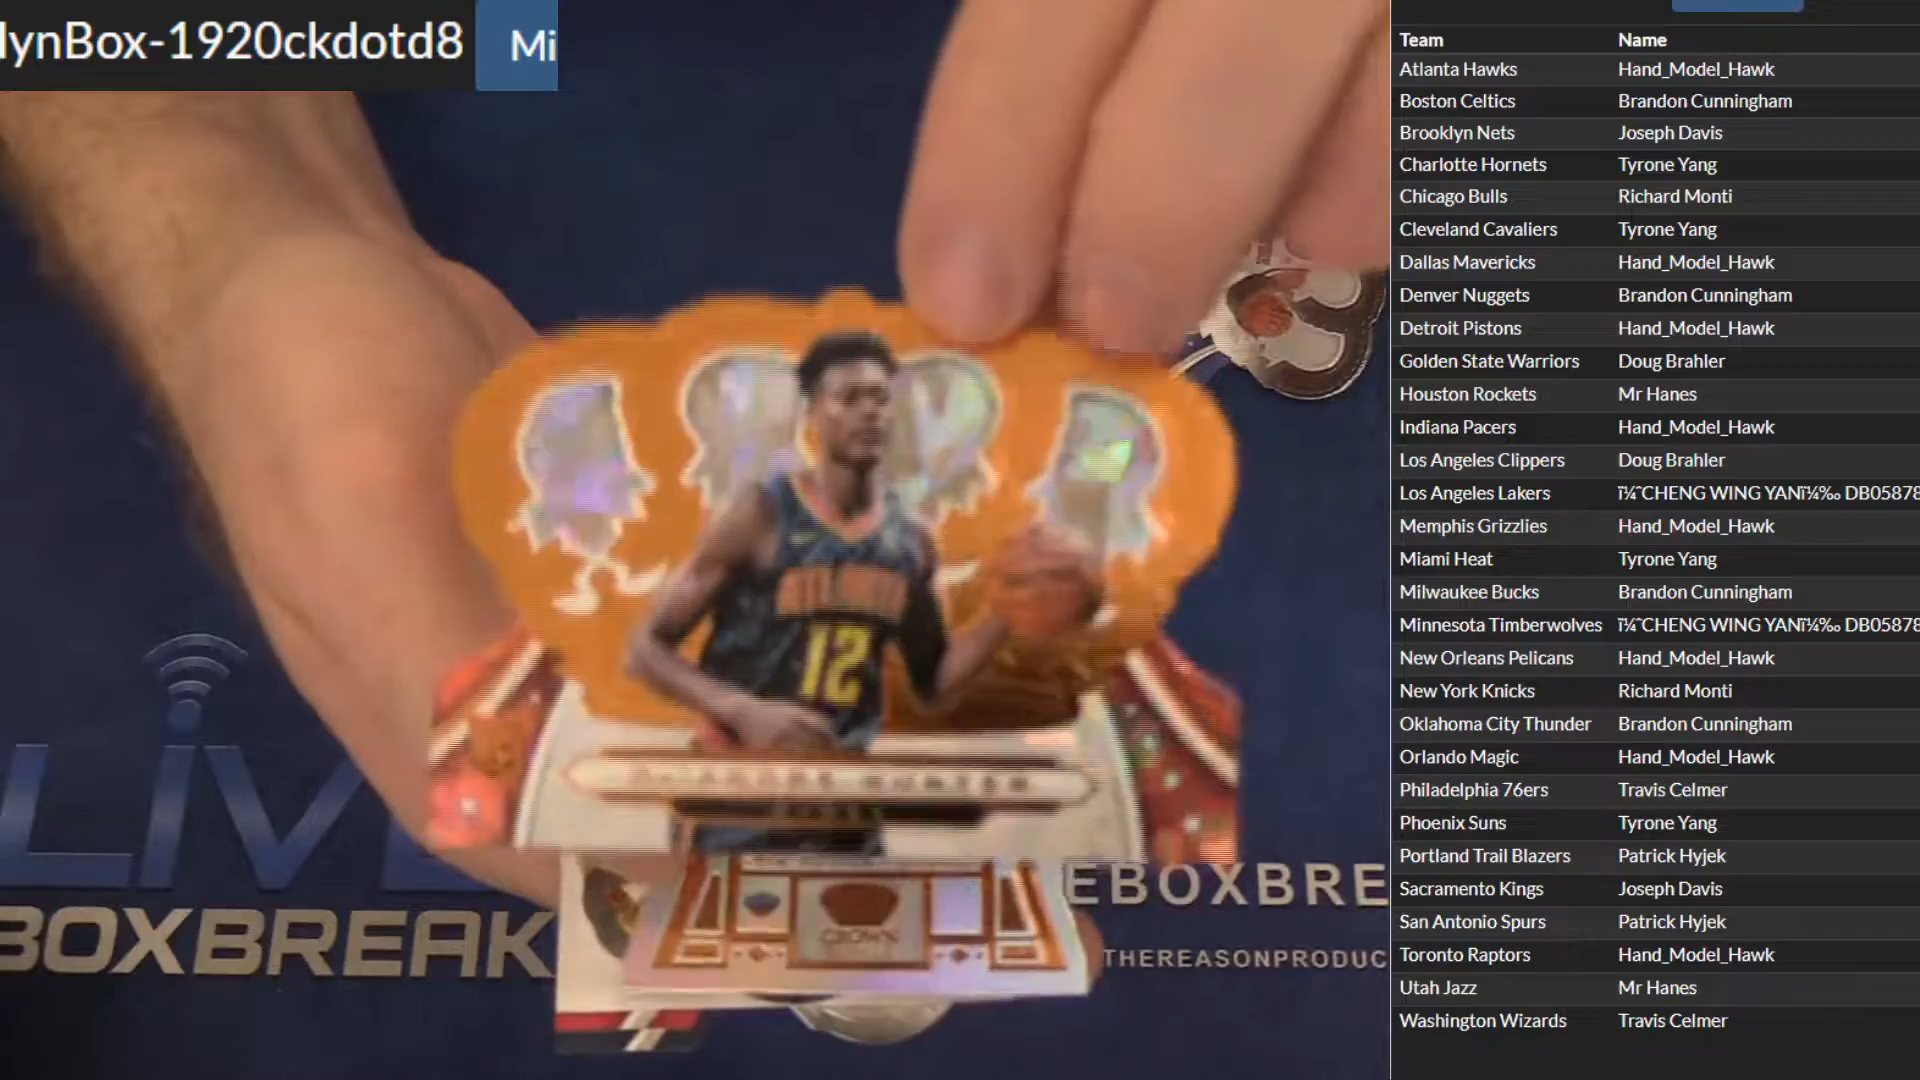 lynBox-1920ckdotd8 Mi
Team Name
Atlanta Hawks Hand_Model_Hawk
Boston Celtics Brandon Cunningham
Brooklyn Nets Joseph Davis
Charlotte Hornets Tyrone Yang
Chicago Bulls Richard Monti
Cleveland Cavaliers Tyrone Yang
Dallas Mavericks Hand_Model_Hawk
Denver Nuggets Brandon Cunningham
Detroit Pistons Hand_Model_Hawk
Golden State Warriors Doug Brahler
Houston Rockets Mr Hanes
Indiana Pacers Hand_Model_Hawk
Los Angeles Clippers Doug Brahler
Los Angeles Lakers ï¼ˆCHENG WING YANï¼‰ DB05878
Memphis Grizzlies Hand_Model_Hawk
Miami Heat Tyrone Yang
Milwaukee Bucks Brandon Cunningham
Minnesota Timberwolves ï¼ˆCHENG WING YANï¼‰ DB05878
New Orleans Pelicans Hand_Model_Hawk
New York Knicks Richard Monti
Oklahoma City Thunder Brandon Cunningham
Orlando Magic Hand_Model_Hawk
Philadelphia 76ers Travis Celmer
Phoenix Suns Tyrone Yang
Portland Trail Blazers Patrick Hyjek
Sacramento Kings Joseph Davis
San Antonio Spurs Patrick Hyjek
Toronto Raptors Hand_Model_Hawk
Utah Jazz Mr Hanes
Washington Wizards Travis Celmer
ATLANTA
12
DE'ANDRE HUNTER
CROWN
LIVE
BOXBREAK
EBOXBRE
THEREASONPRODUC